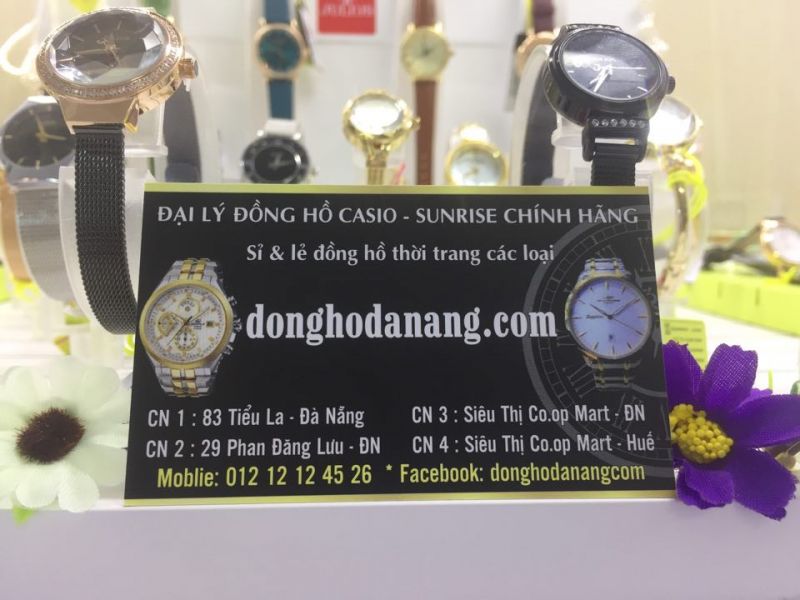 JULIUS
ĐẠI LÝ ĐỒNG HỒ CASIO - SUNRISE CHÍNH HÃNG
Sỉ & lẻ đồng hồ thời trang các loại
donghodanang.com
CN 1 : 83 Tiểu La - Đà Nẵng
CN 3 : Siêu Thị Co.op Mart - ĐN
CN 2 : 29 Phan Đăng Lưu - ĐN
CN 4 : Siêu Thị Co.op Mart - Huế
Moblie: 012 12 12 45 26 * Facebook: donghodanangcom